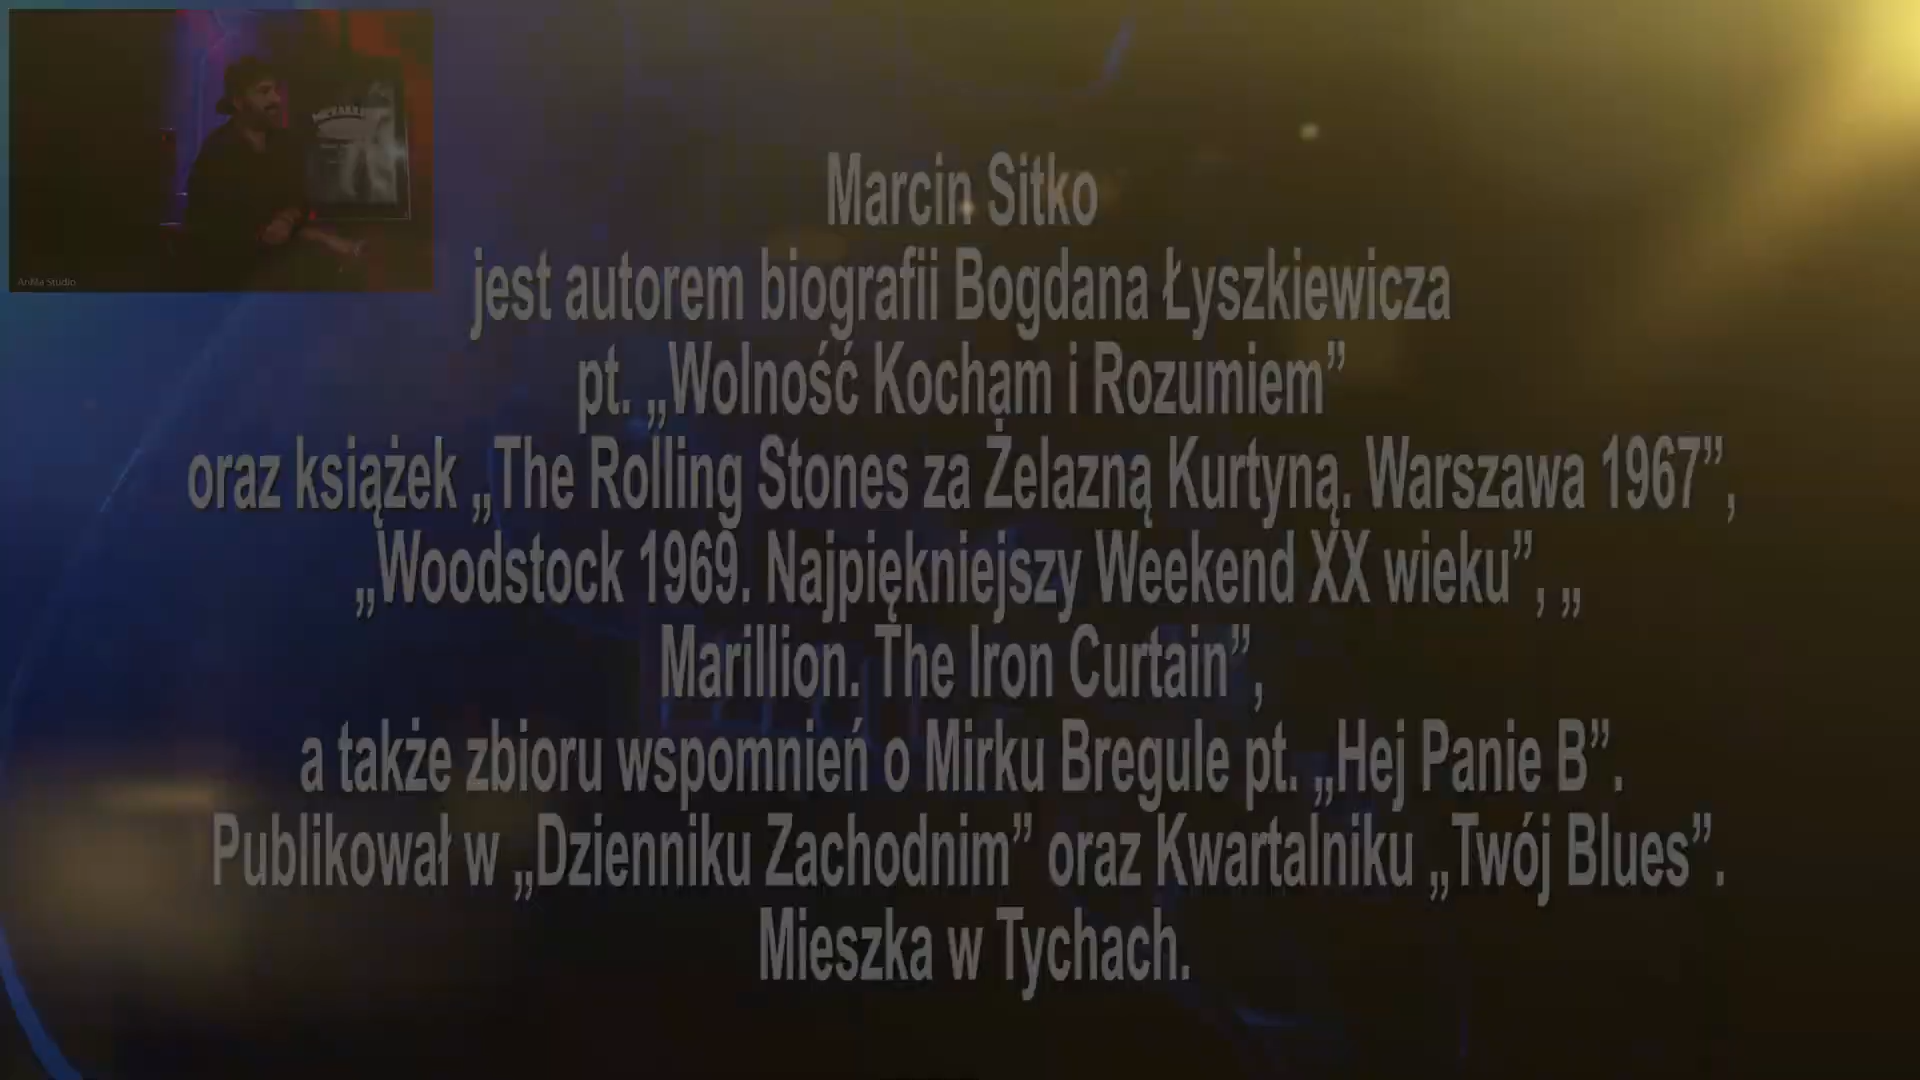 AnMa Studio
Marcin Sitko
jest autorem biografii Bogdana Łyszkiewicza
pt. „Wolność Kocham i Rozumiem”
oraz książek „The Rolling Stones za Żelazną Kurtyną. Warszawa 1967”,
„Woodstock 1969. Najpiękniejszy Weekend XX wieku”, „
Marillion. The Iron Curtain”,
a także zbioru wspomnień o Mirku Bregule pt. „Hej Panie B”.
Publikował w „Dzienniku Zachodnim” oraz Kwartalniku „Twój Blues”.
Mieszka w Tychach.